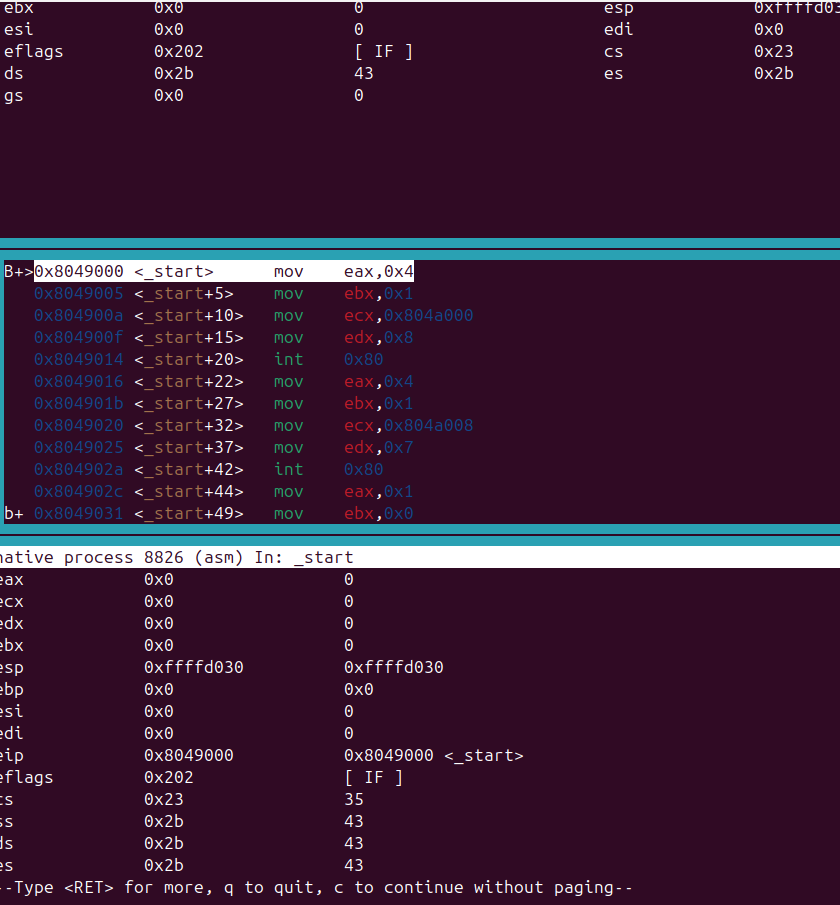 ebx 0x0 0 esp 0xffffd03
esi 0x0 0 edi 0x0
eflags 0x202 [ IF ] cs 0x23
ds 0x2b 43 es 0x2b
gs 0x0 0
B+>0x8049000 <_start> mov eax,0x4
0x8049005 <_start+5> mov ebx,0x1
0x804900a <_start+10> mov ecx,0x804a000
0x804900f <_start+15> mov edx,0x8
0x8049014 <_start+20> int 0x80
0x8049016 <_start+22> mov eax,0x4
0x804901b <_start+27> mov ebx,0x1
0x8049020 <_start+32> mov ecx,0x804a008
0x8049025 <_start+37> mov edx,0x7
0x804902a <_start+42> int 0x80
0x804902c <_start+44> mov eax,0x1
b+ 0x8049031 <_start+49> mov ebx,0x0
native process 8826 (asm) In: _start
eax 0x0 0
ecx 0x0 0
edx 0x0 0
ebx 0x0 0
esp 0xffffd030 0xffffd030
ebp 0x0 0x0
esi 0x0 0
edi 0x0 0
eip 0x8049000 0x8049000 <_start>
eflags 0x202 [ IF ]
cs 0x23 35
ss 0x2b 43
ds 0x2b 43
es 0x2b 43
--Type <RET> for more, q to quit, c to continue without paging--